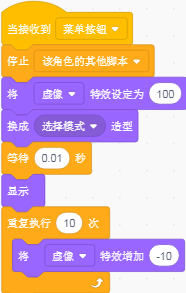 当接收到 菜单按钮
停止 该角色的其他脚本
将 虚像 特效设定为 100
换成 选择模式 造型
等待 0.01 秒
显示
重复执行 10 次
将 虚像 特效增加 -10